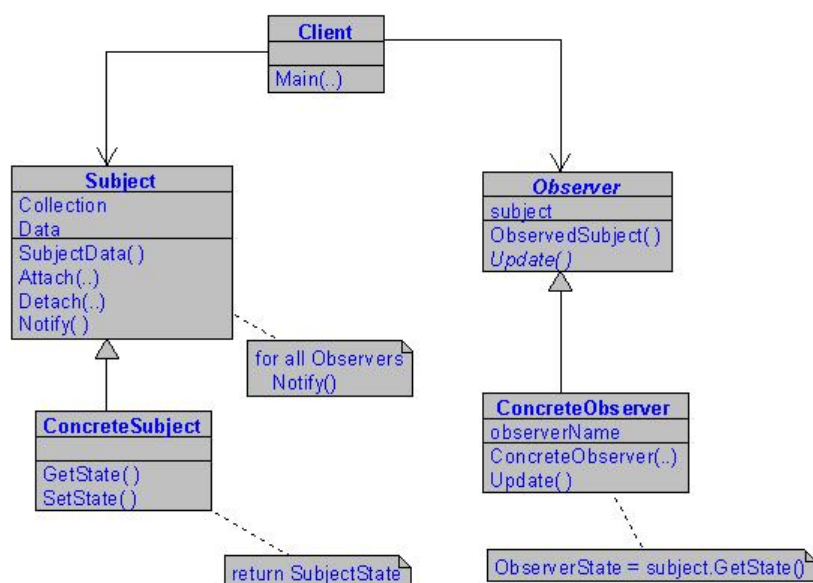 Client
Main(..)
Subject
Collection
Data
SubjectData()
Attach(..)
Detach(..)
Notify()
for all Observers
Notify()
ConcreteSubject
GetState()
SetState()
return SubjectState
Observer
subject
ObservedSubject()
Update()
ConcreteObserver
observerName
ConcreteObserver(..)
Update()
ObserverState = subject.GetState()